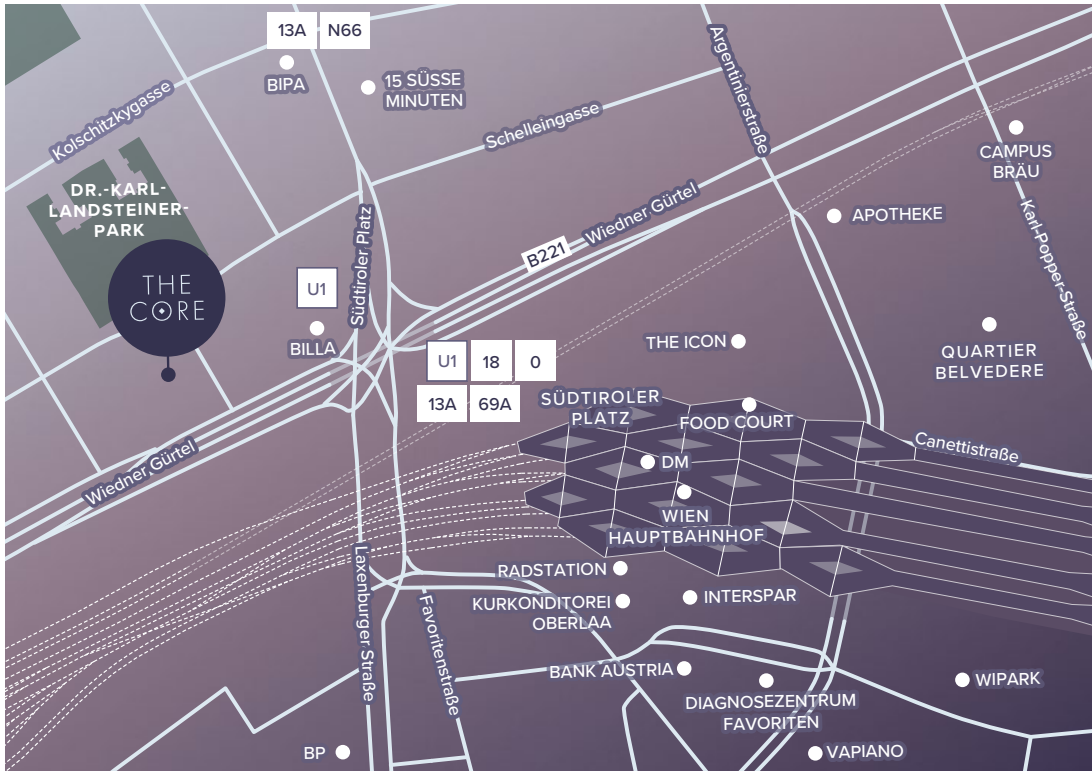 13A N66
BIPA
15 SÜSSE
MINUTEN
Argentinierstraße
Kolschitzkygasse
Schelleingasse
CAMPUS
BRÄU
DR.-KARL-
LANDSTEINER-
PARK
Südtiroler Platz
Wiedner Gürtel
B221
APOTHEKE
Karl-Popper-Straße
THE
CORE
U1
BILLA
THE ICON
QUARTIER
BELVEDERE
U1 18 0
13A 69A
SÜDTIROLER
PLATZ
FOOD COURT
Canettistraße
Wiedner Gürtel
DM
WIEN
HAUPTBAHNHOF
RADSTATION
KURKONDITOREI
OBERLAA
INTERSPAR
Laxenburger Straße
Favoritenstraße
BANK AUSTRIA
DIAGNOSEZENTRUM
FAVORITEN
WIPARK
BP
VAPIANO